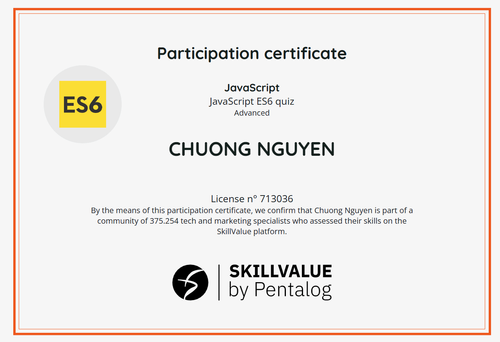 Participation certificate
ES6
JavaScript
JavaScript ES6 quiz
Advanced
CHUONG NGUYEN
License n° 713036
By the means of this participation certificate, we confirm that Chuong Nguyen is part of a
community of 375.254 tech and marketing specialists who assessed their skills on the
SkillValue platform.
SKILLVALUE
by Pentalog